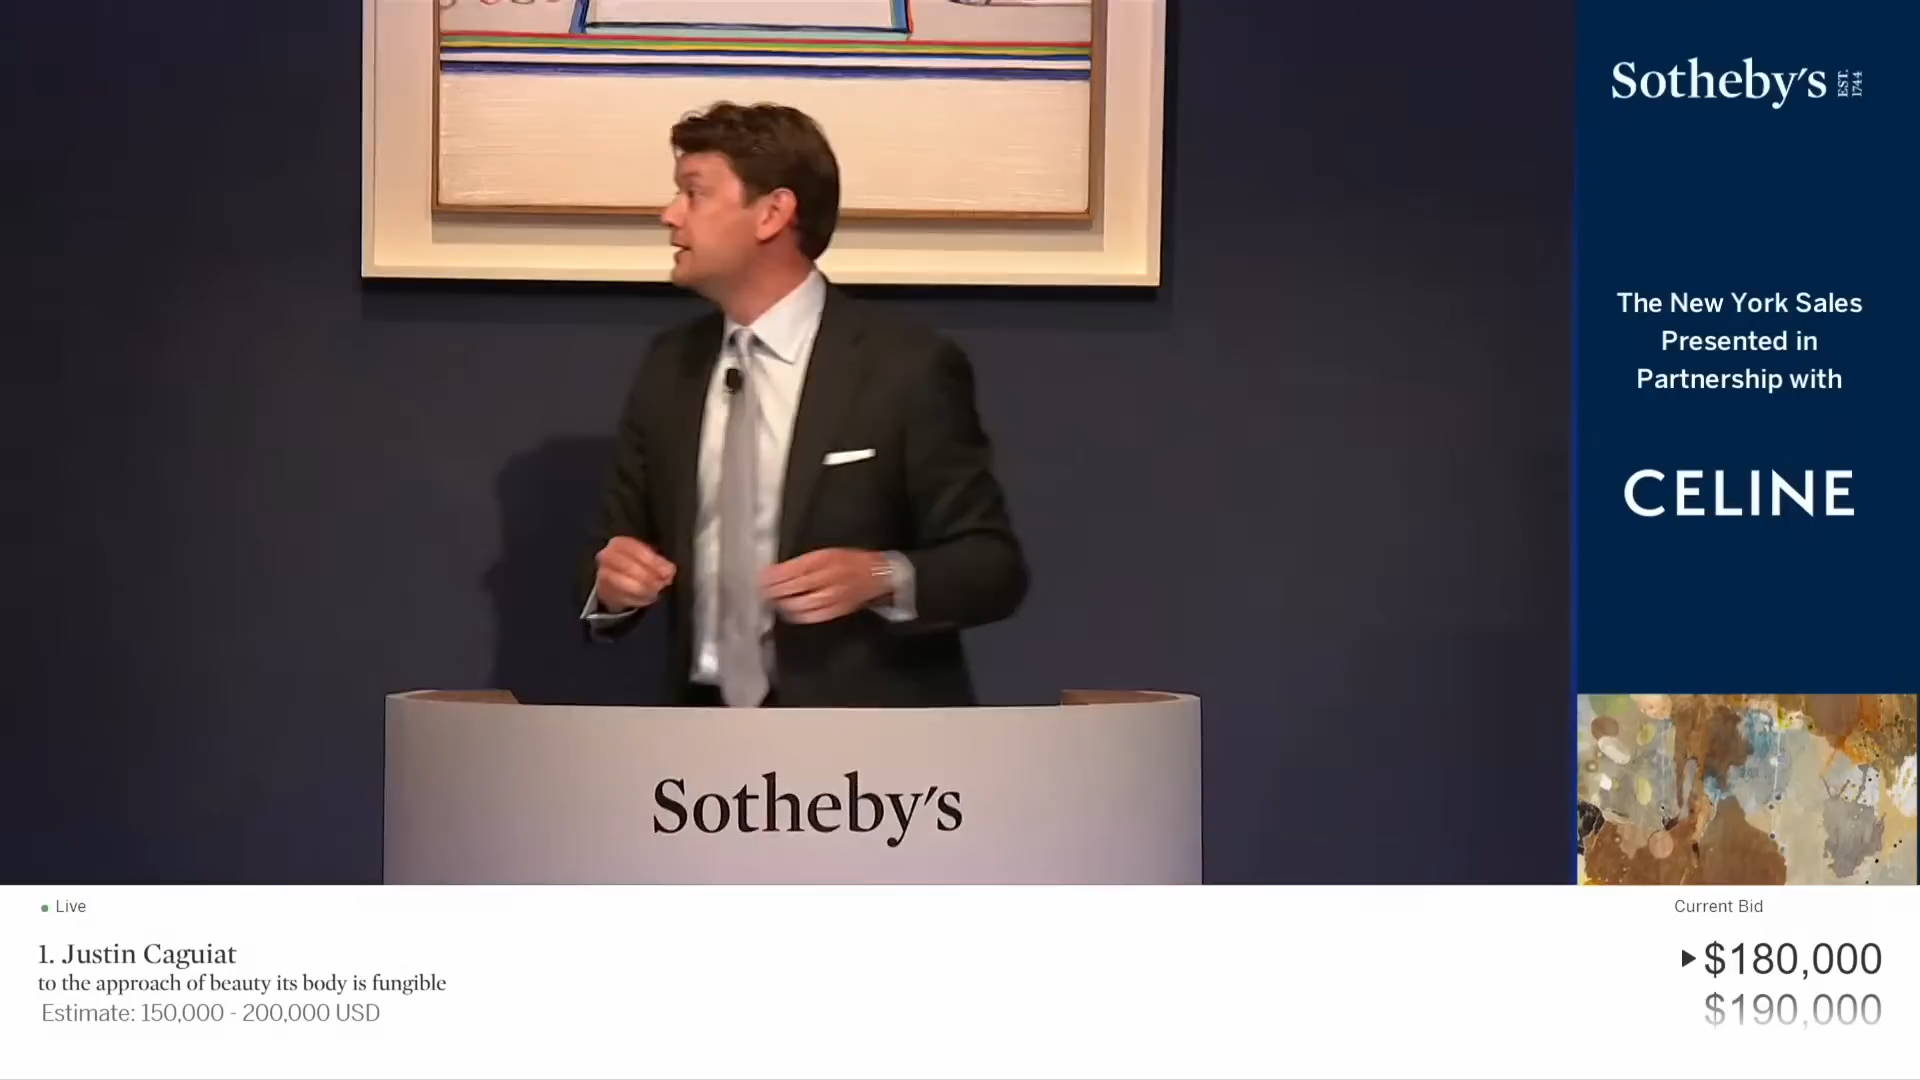 Sotheby's EST. 1744
The New York Sales
Presented in
Partnership with
CELINE
Sotheby's
Live
1. Justin Caguiat
to the approach of beauty its body is fungible
Estimate: 150,000 - 200,000 USD
Current Bid
$180,000
$190,000